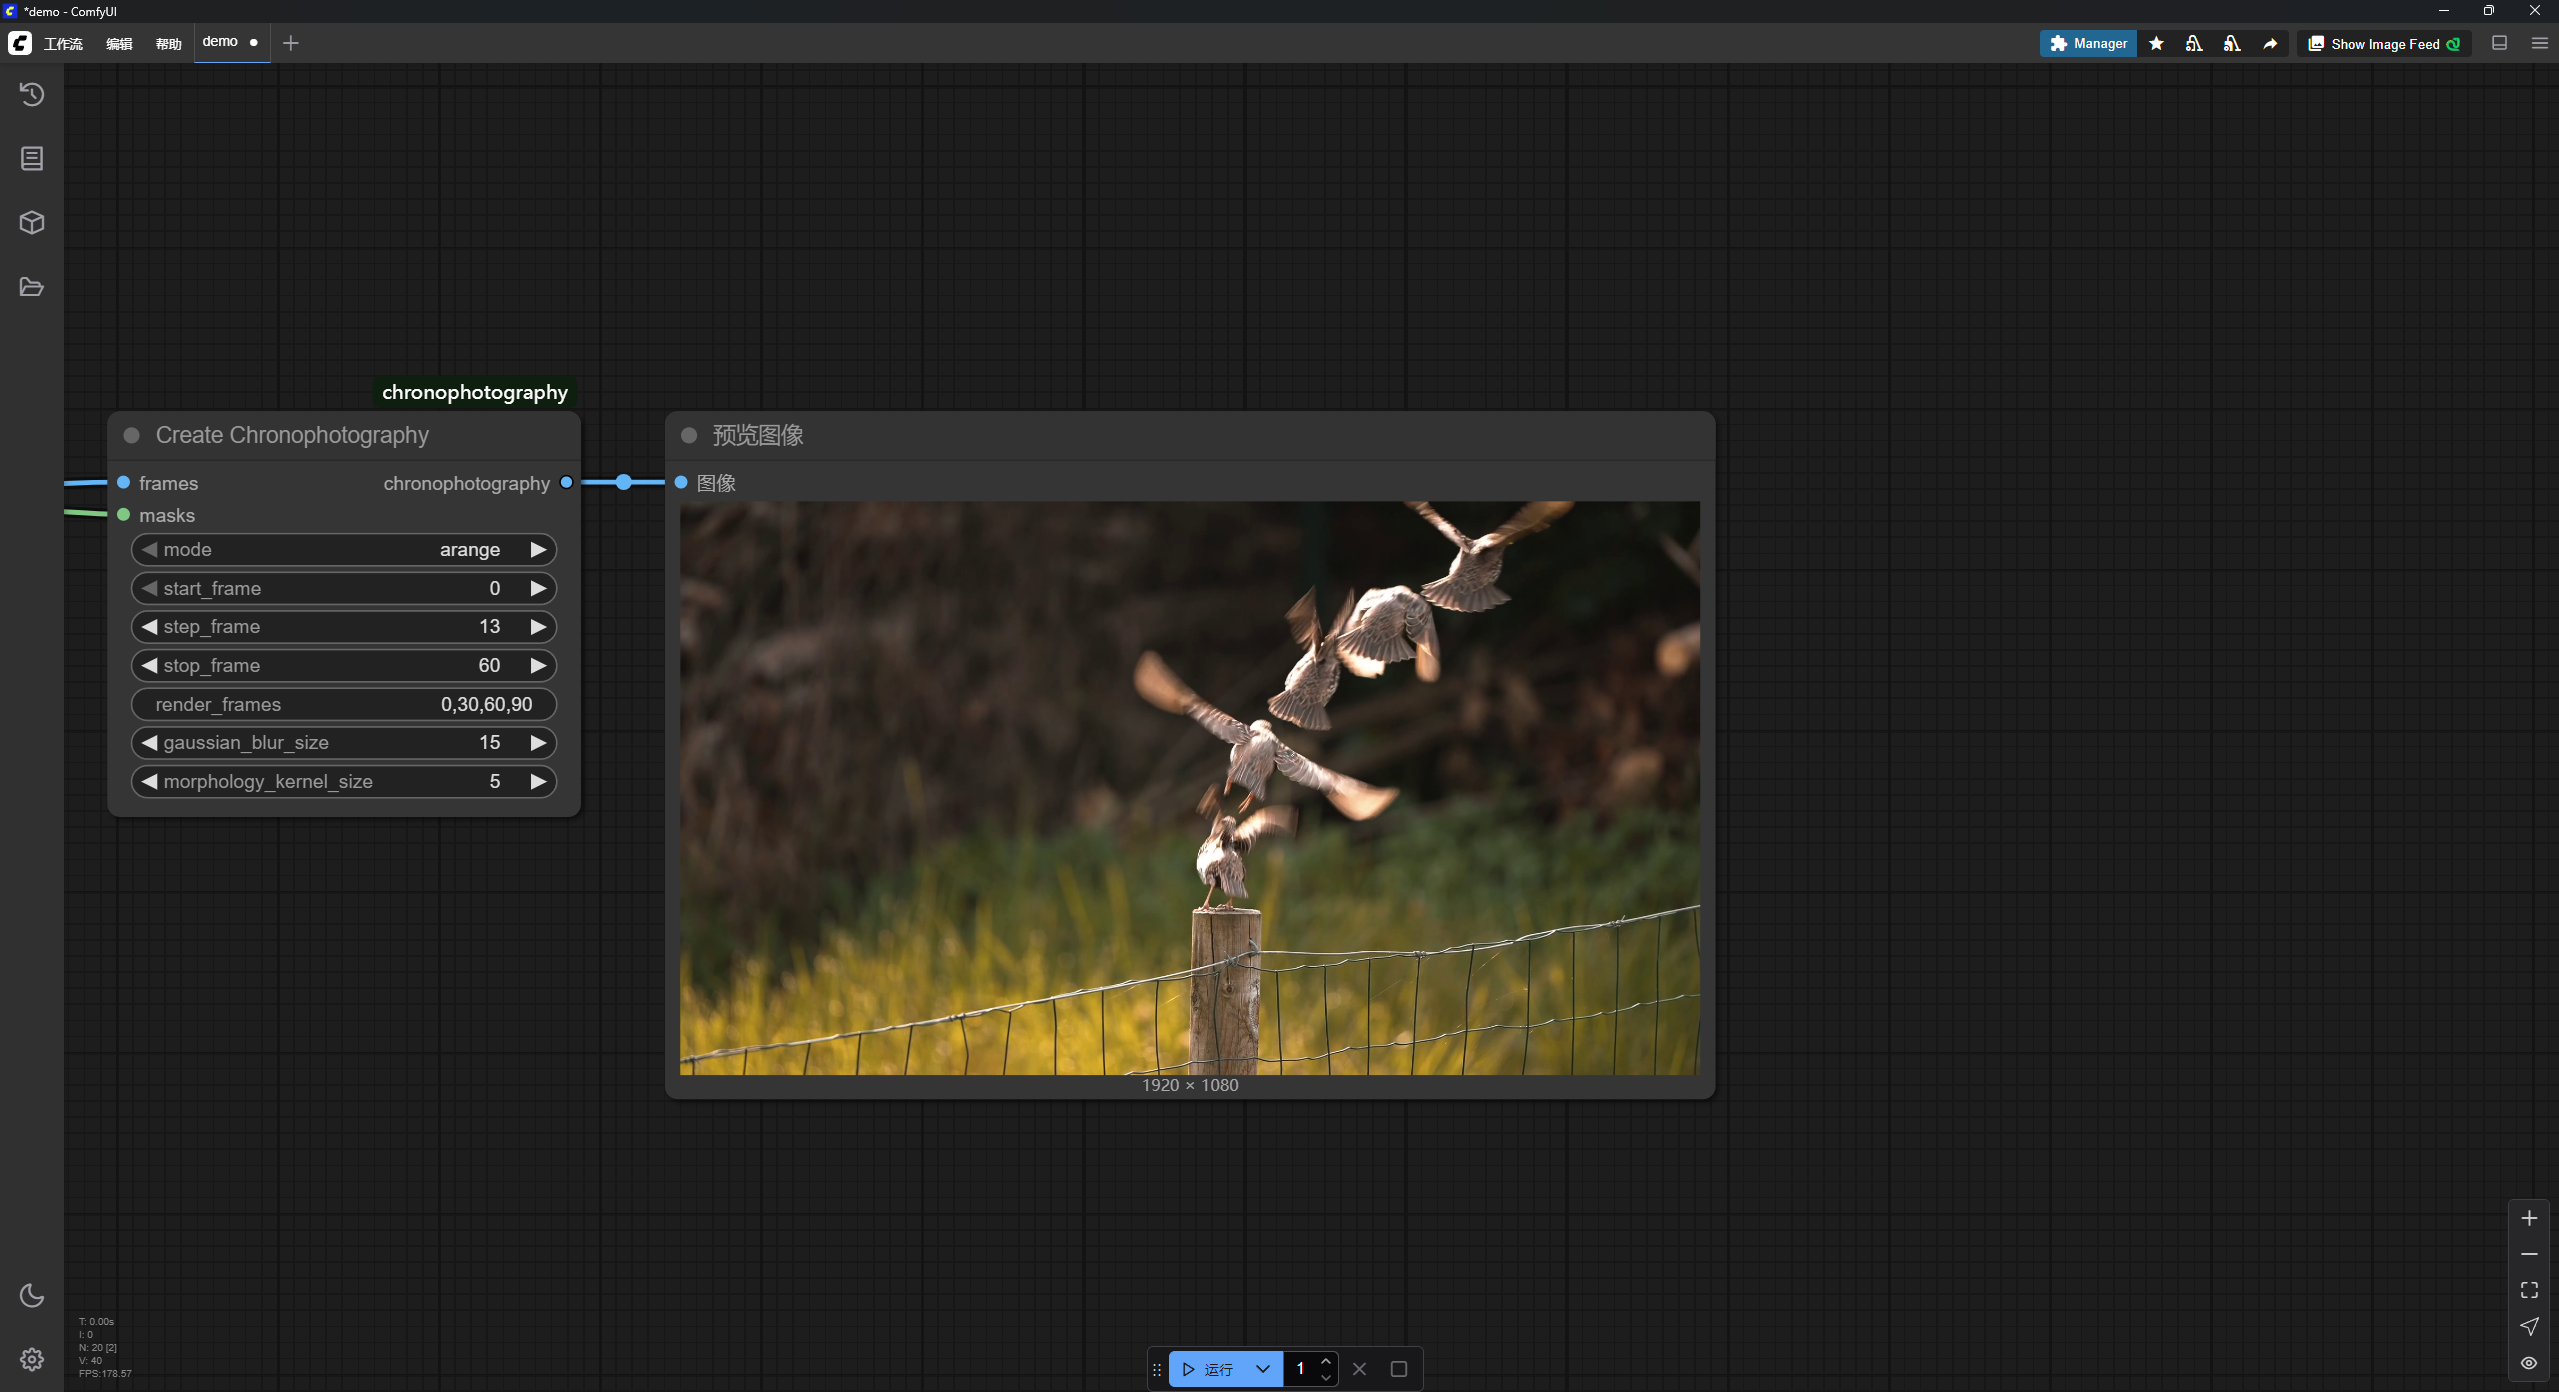 *demo - ComfyUI
工作流 编辑 帮助 demo
Manager Show Image Feed
chronophotography
Create Chronophotography
frames chronophotography
masks
mode arange
start_frame 0
step_frame 13
stop_frame 60
render_frames 0,30,60,90
gaussian_blur_size 15
morphology_kernel_size 5
预览图像
图像
1920 × 1080
T: 0.00s
I: 0
N: 20 [2]
V: 40
FPS:178.57
运行 1